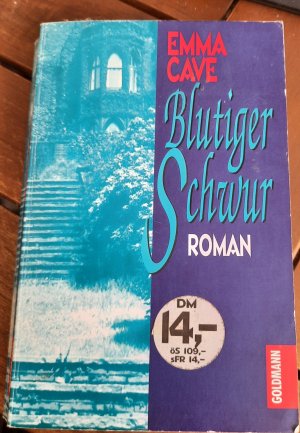 EMMA
CAVE
Blutiger
Schwur
ROMAN
DM
14,-
öS 109,-
sFR 14,-
GOLDMANN